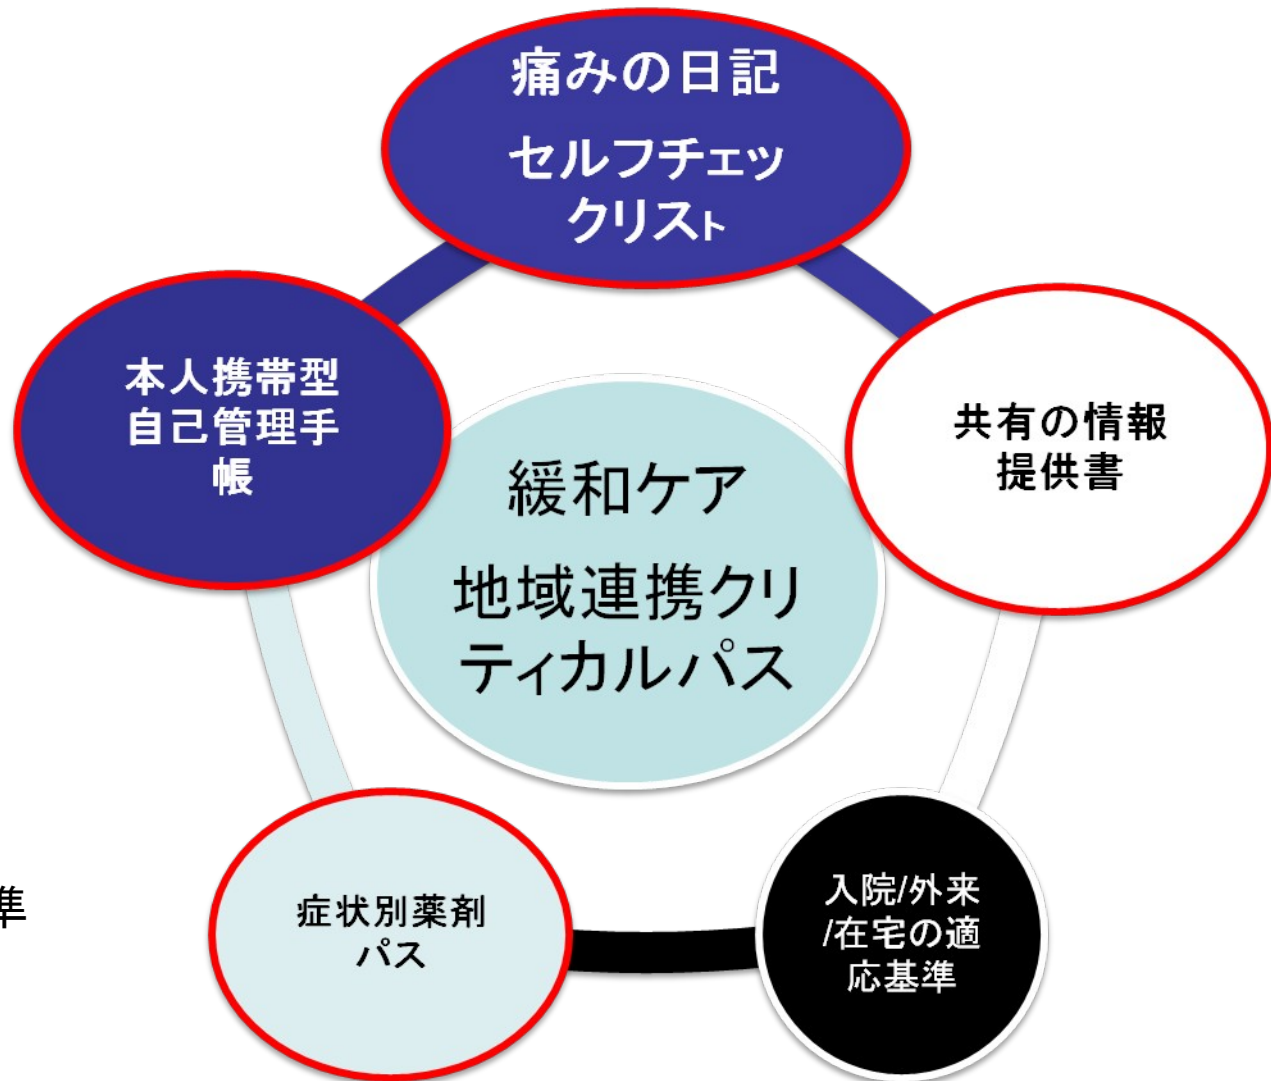 痛みの日記
セルフチェッ
クリスト
本人携帯型
自己管理手
帳
共有の情報
提供書
緩和ケア
地域連携クリ
ティカルパス
準
症状別薬剤
パス
入院/外来
/在宅の適
応基準